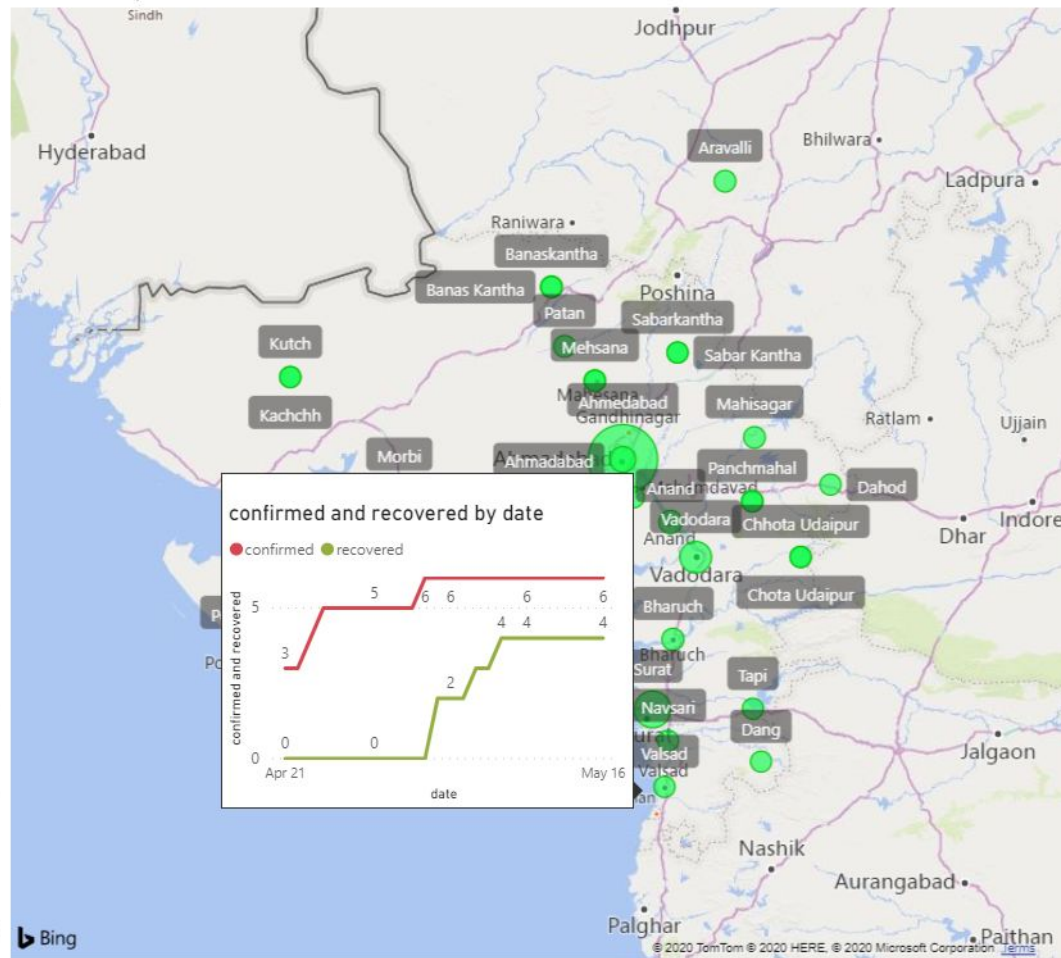 Sindh
Jodhpur
Hyderabad
Bhilwara
Aravalli
Ladpura
Raniwara
Banaskantha
Banas Kantha
Poshina
Patan
Sabarkantha
Kutch
Mehsana
Sabar Kantha
Ahmedabad
Mahisagar
Gandhinagar
Ratlam
Ujjain
Kachchh
Morbi
Ahmadabad
Panchmahal
Anand
Dahod
Indore
Vadodara
Chhota Udaipur
Dhar
Anand
Vadodara
Chota Udaipur
Bharuch
Bharuch
Surat
Tapi
Navsari
Dang
Valsad
Valsad
Jalgaon
confirmed and recovered by date
confirmed recovered
confirmed and recovered
5
0
3
5
6
6
6
6
0
0
2
4
4
4
Apr 21
May 16
date
Nashik
Aurangabad
Palghar
Paithan
Bing
© 2020 TomTom © 2020 HERE, © 2020 Microsoft Corporation Terms